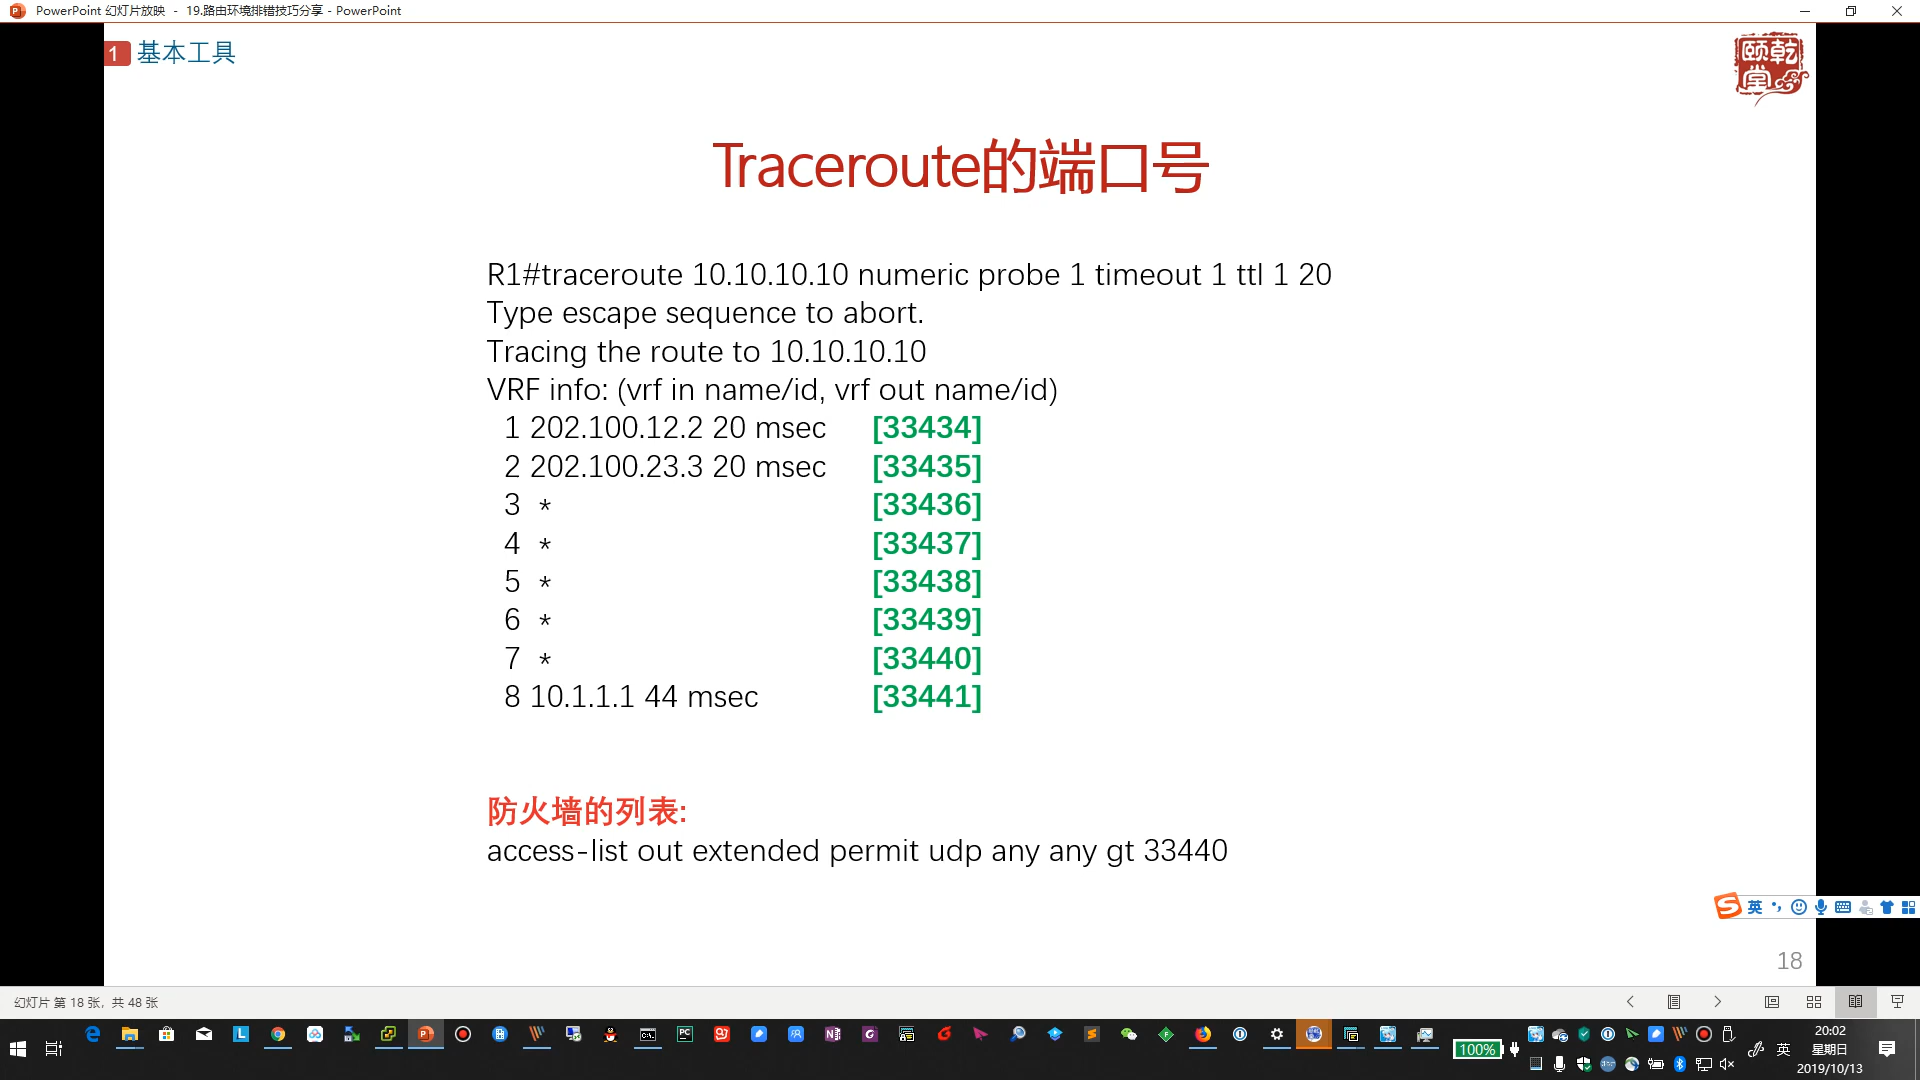 PowerPoint 幻灯片放映 - 19.路由环境排错技巧分享 - PowerPoint
1 基本工具
颐乾堂
Traceroute的端口号
R1#traceroute 10.10.10.10 numeric probe 1 timeout 1 ttl 1 20
Type escape sequence to abort.
Tracing the route to 10.10.10.10
VRF info: (vrf in name/id, vrf out name/id)
1 202.100.12.2 20 msec [33434]
2 202.100.23.3 20 msec [33435]
3 * [33436]
4 * [33437]
5 * [33438]
6 * [33439]
7 * [33440]
8 10.1.1.1 44 msec [33441]
防火墙的列表:
access-list out extended permit udp any any gt 33440
英
18
幻灯片 第 18 张，共 48 张
100%
英
20:02
星期日
2019/10/13